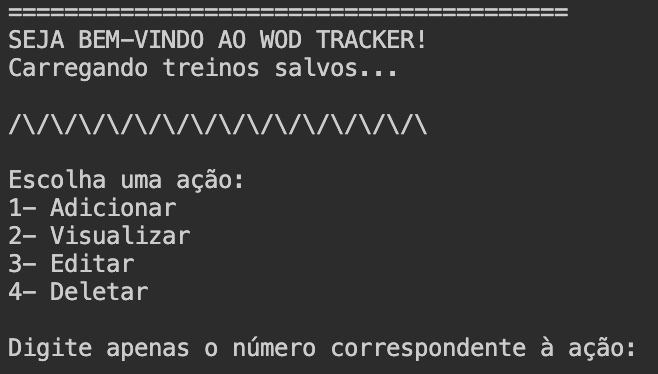 ========================================
SEJA BEM-VINDO AO WOD TRACKER!
Carregando treinos salvos...
/\/\/\/\/\/\/\/\/\/\/\/\/\/\/\
Escolha uma ação:
1- Adicionar
2- Visualizar
3- Editar
4- Deletar
Digite apenas o número correspondente à ação: